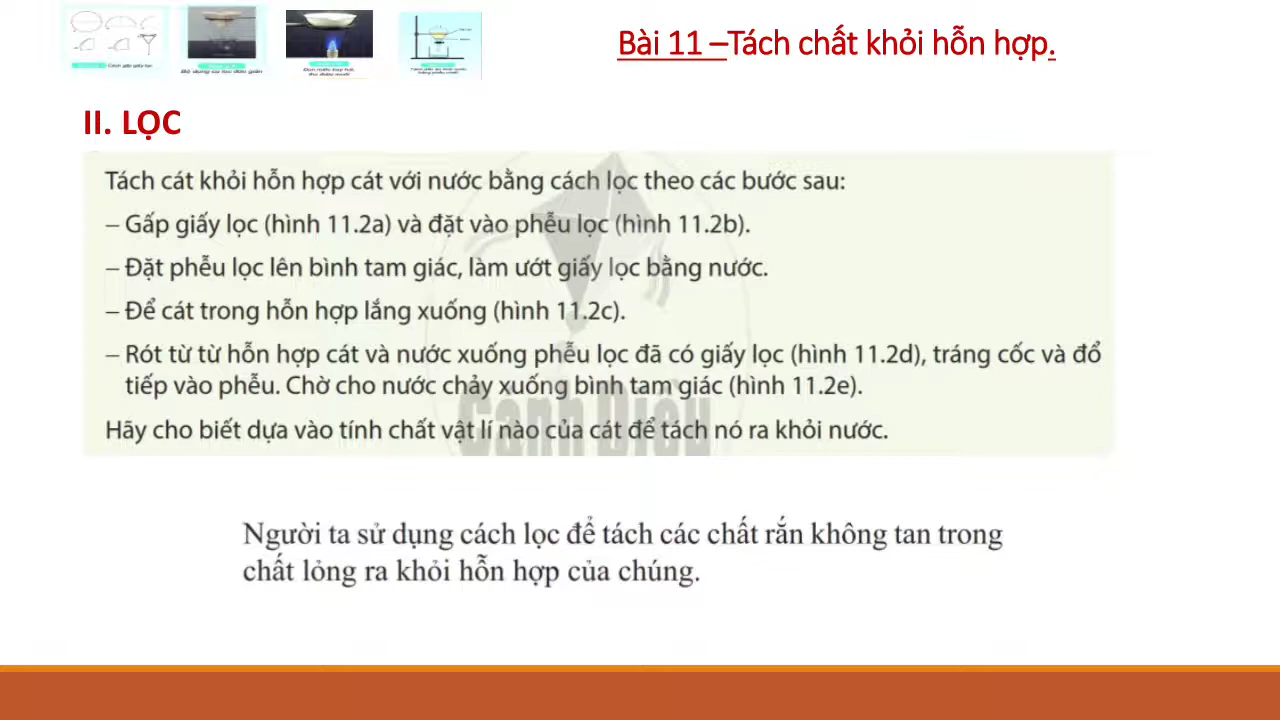 Bài 11 –Tách chất khỏi hỗn hợp.
II. LỌC
Tách cát khỏi hỗn hợp cát với nước bằng cách lọc theo các bước sau:
– Gấp giấy lọc (hình 11.2a) và đặt vào phễu lọc (hình 11.2b).
– Đặt phễu lọc lên bình tam giác, làm ướt giấy lọc bằng nước.
– Để cát trong hỗn hợp lắng xuống (hình 11.2c).
– Rót từ từ hỗn hợp cát và nước xuống phễu lọc đã có giấy lọc (hình 11.2d), tráng cốc và đổ
tiếp vào phễu. Chờ cho nước chảy xuống bình tam giác (hình 11.2e).
Cánh Diều
Hãy cho biết dựa vào tính chất vật lí nào của cát để tách nó ra khỏi nước.
Người ta sử dụng cách lọc để tách các chất rắn không tan trong
chất lỏng ra khỏi hỗn hợp của chúng.